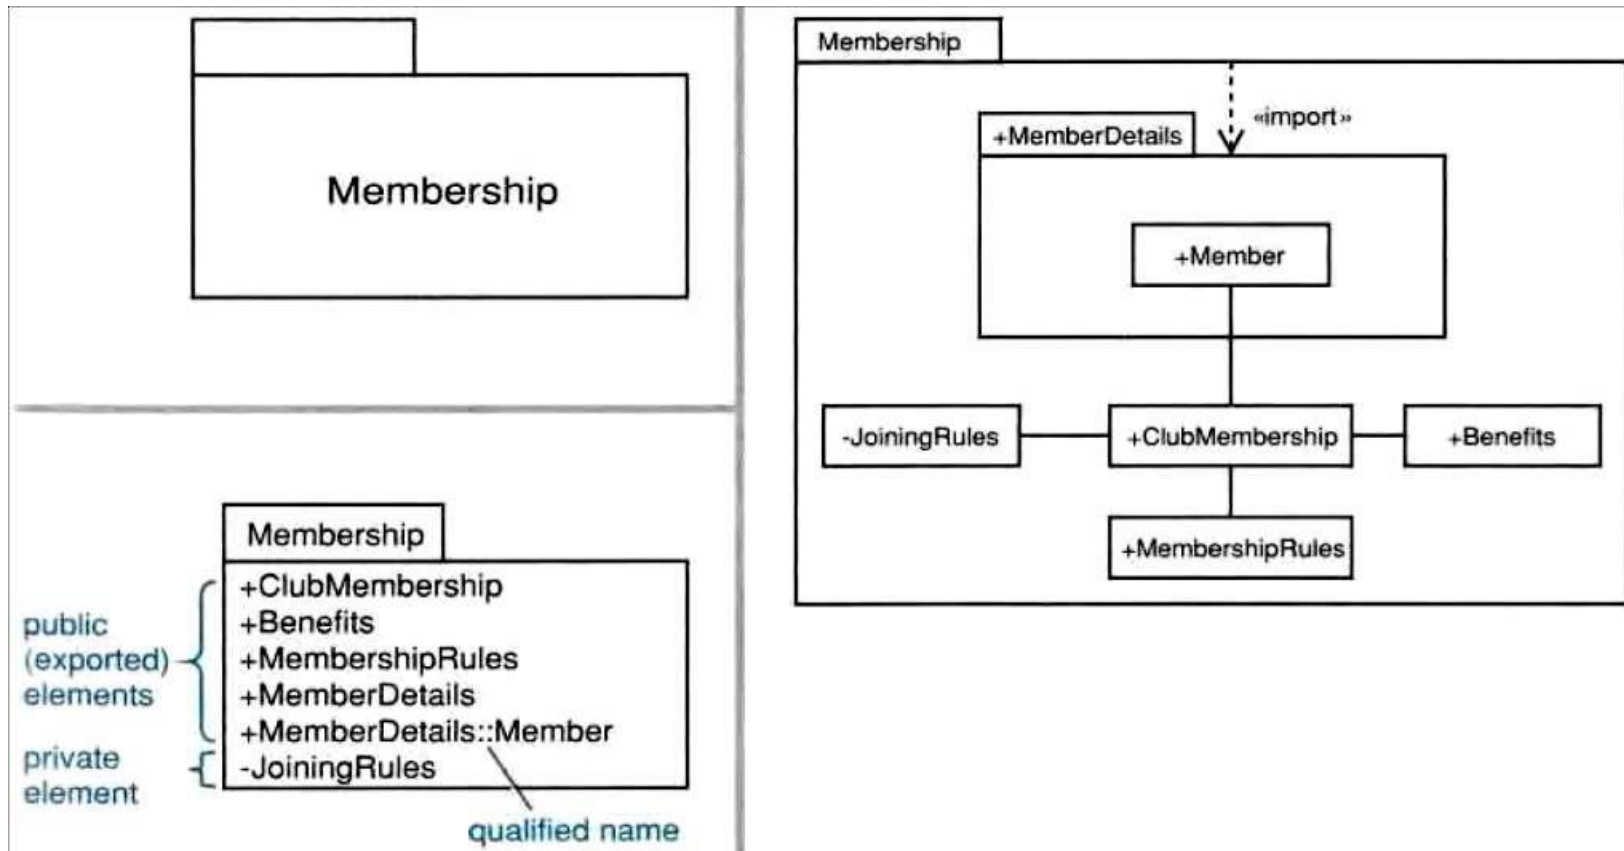 Membership
Membership
+ClubMembership
+Benefits
+MembershipRules
+MemberDetails
+MemberDetails::Member
-JoiningRules
public
(exported)
elements
private
element
qualified name
Membership
«import»
+MemberDetails
+Member
-JoiningRules
+ClubMembership
+Benefits
+MembershipRules